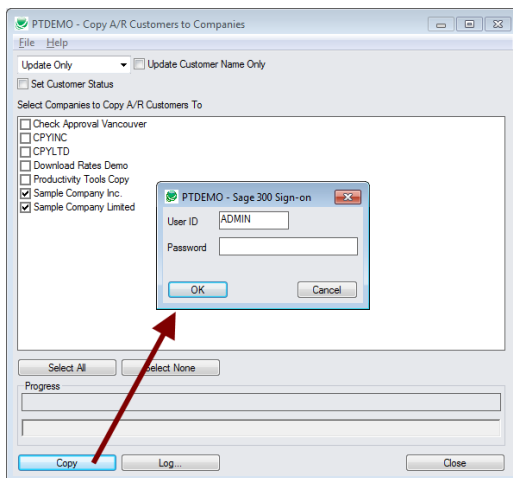 PTDEMO - Copy A/R Customers to Companies
File Help
Update Only Update Customer Name Only
Set Customer Status
Select Companies to Copy A/R Customers To
Check Approval Vancouver
CPYINC
CPYLTD
Download Rates Demo
Productivity Tools Copy
Sample Company Inc.
Sample Company Limited
PTDEMO - Sage 300 Sign-on
User ID ADMIN
Password
OK Cancel
Select All Select None
Progress
Copy Log... Close